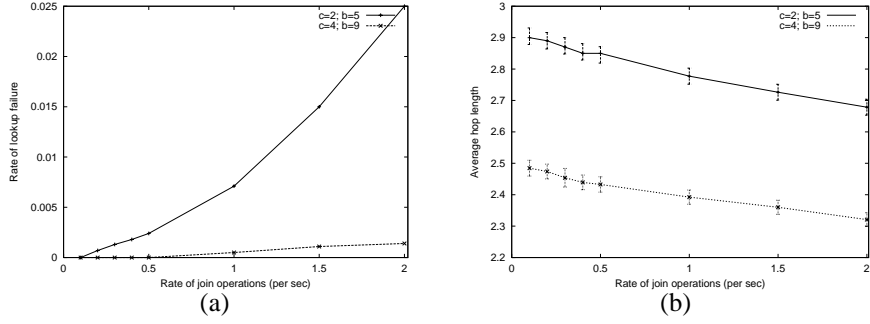 c=2; b=5
c=4; b=9
Rate of lookup failure
0.025
0.02
0.015
0.01
0.005
0
0 0.5 1 1.5 2
Rate of join operations (per sec)
(a)
c=2; b=5
c=4; b=9
Average hop length
3
2.9
2.8
2.7
2.6
2.5
2.4
2.3
2.2
0 0.5 1 1.5 2
Rate of join operations (per sec)
(b)